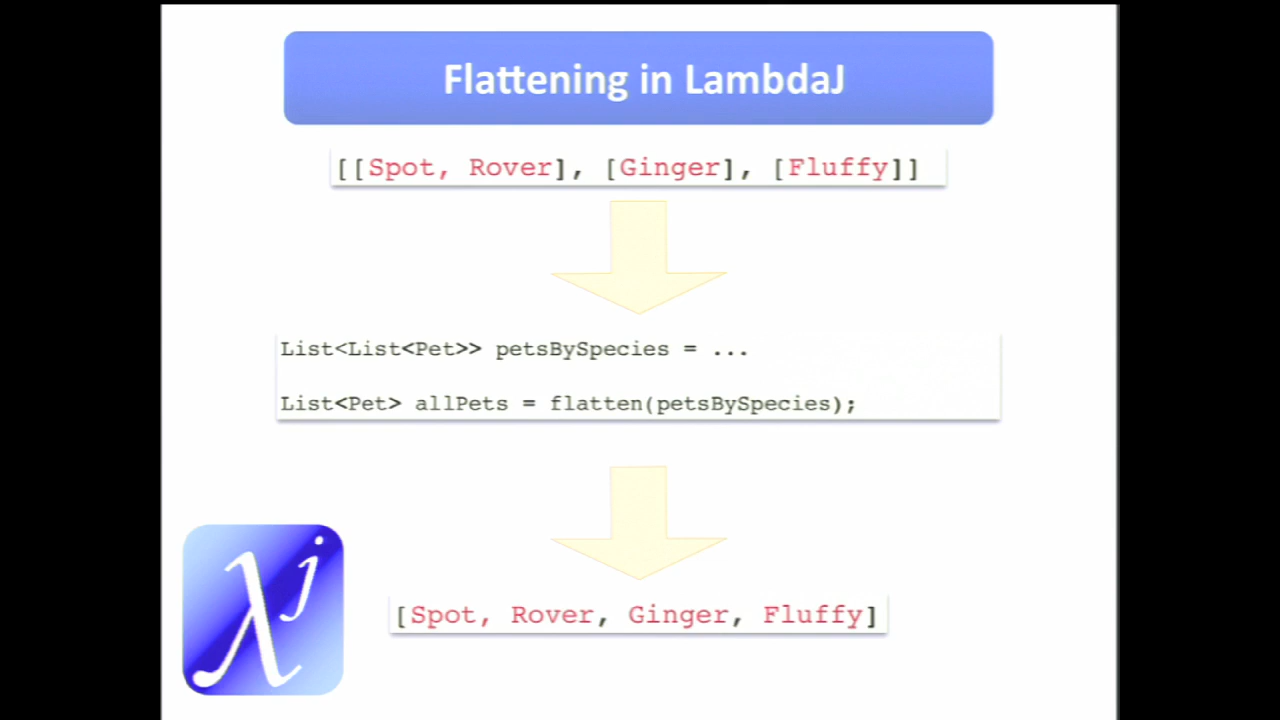 Flattening in LambdaJ
[[Spot, Rover], [Ginger], [Fluffy]]
List<List<Pet>> petsBySpecies = ...
List<Pet> allPets = flatten(petsBySpecies);
[Spot, Rover, Ginger, Fluffy]
λj